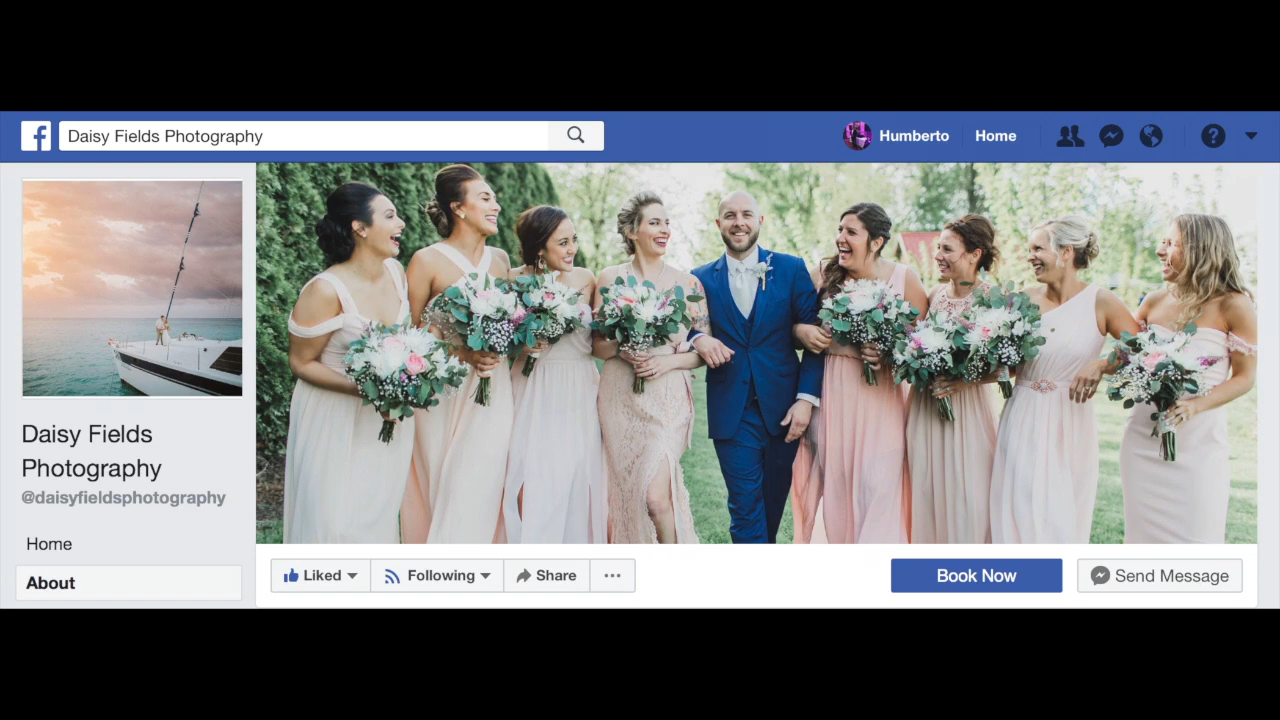 Daisy Fields Photography
Humberto
Home
Daisy Fields
Photography
@daisyfieldsphotography
Home
About
Liked
Following
Share
Book Now
Send Message